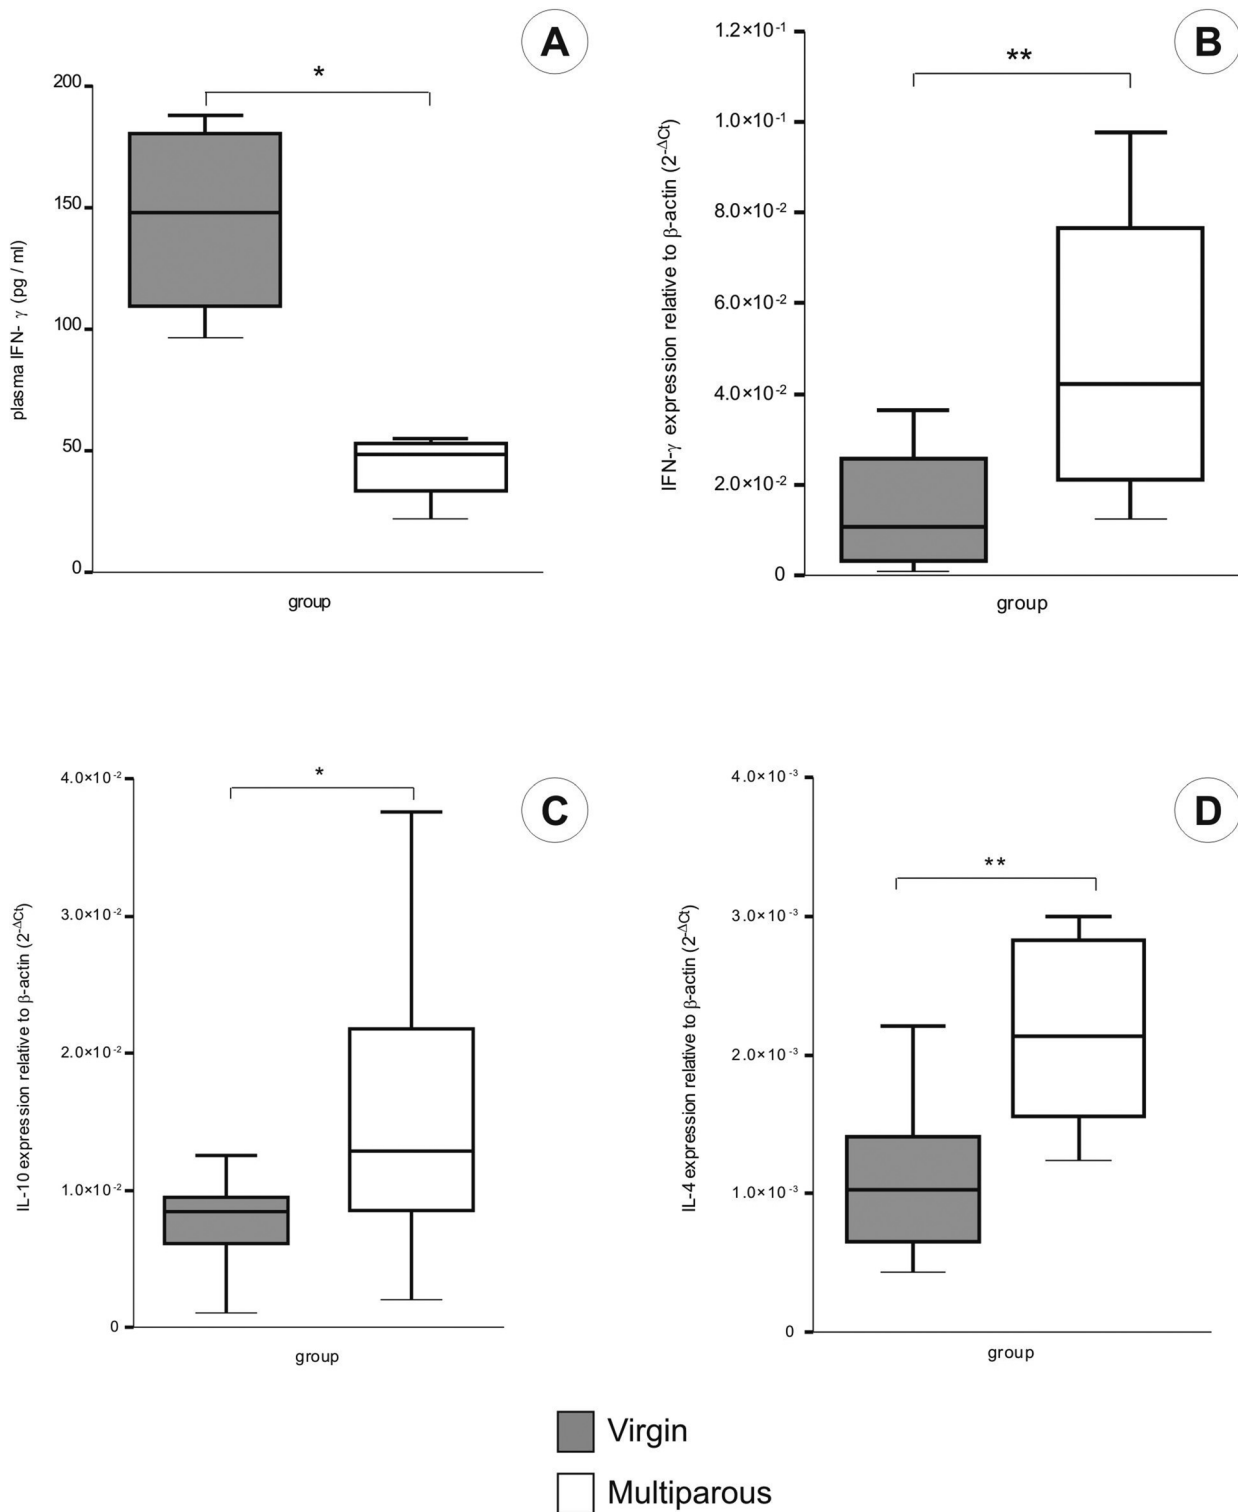 A
*
200
150
100
50
0
plasma IFN- γ (pg / ml)
group
B
**
1.2×10⁻¹
1.0×10⁻¹
8.0×10⁻²
6.0×10⁻²
4.0×10⁻²
2.0×10⁻²
0
IFN-γ expression relative to β-actin (2⁻ΔCt)
group
C
*
4.0×10⁻²
3.0×10⁻²
2.0×10⁻²
1.0×10⁻²
0
IL-10 expression relative to β-actin (2⁻ΔCt)
group
D
**
4.0×10⁻³
3.0×10⁻³
2.0×10⁻³
1.0×10⁻³
0
IL-4 expression relative to β-actin (2⁻ΔCt)
group
Virgin
Multiparous